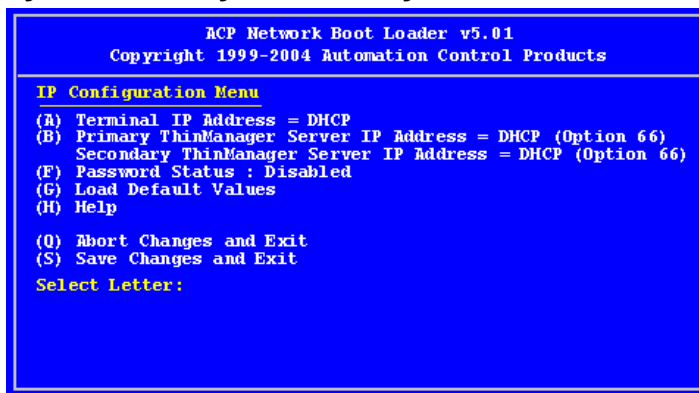 ACP Network Boot Loader v5.01
Copyright 1999-2004 Automation Control Products
IP Configuration Menu
(A) Terminal IP Address = DHCP
(B) Primary ThinManager Server IP Address = DHCP (Option 66)
Secondary ThinManager Server IP Address = DHCP (Option 66)
(F) Password Status : Disabled
(G) Load Default Values
(H) Help
(Q) Abort Changes and Exit
(S) Save Changes and Exit
Select Letter: